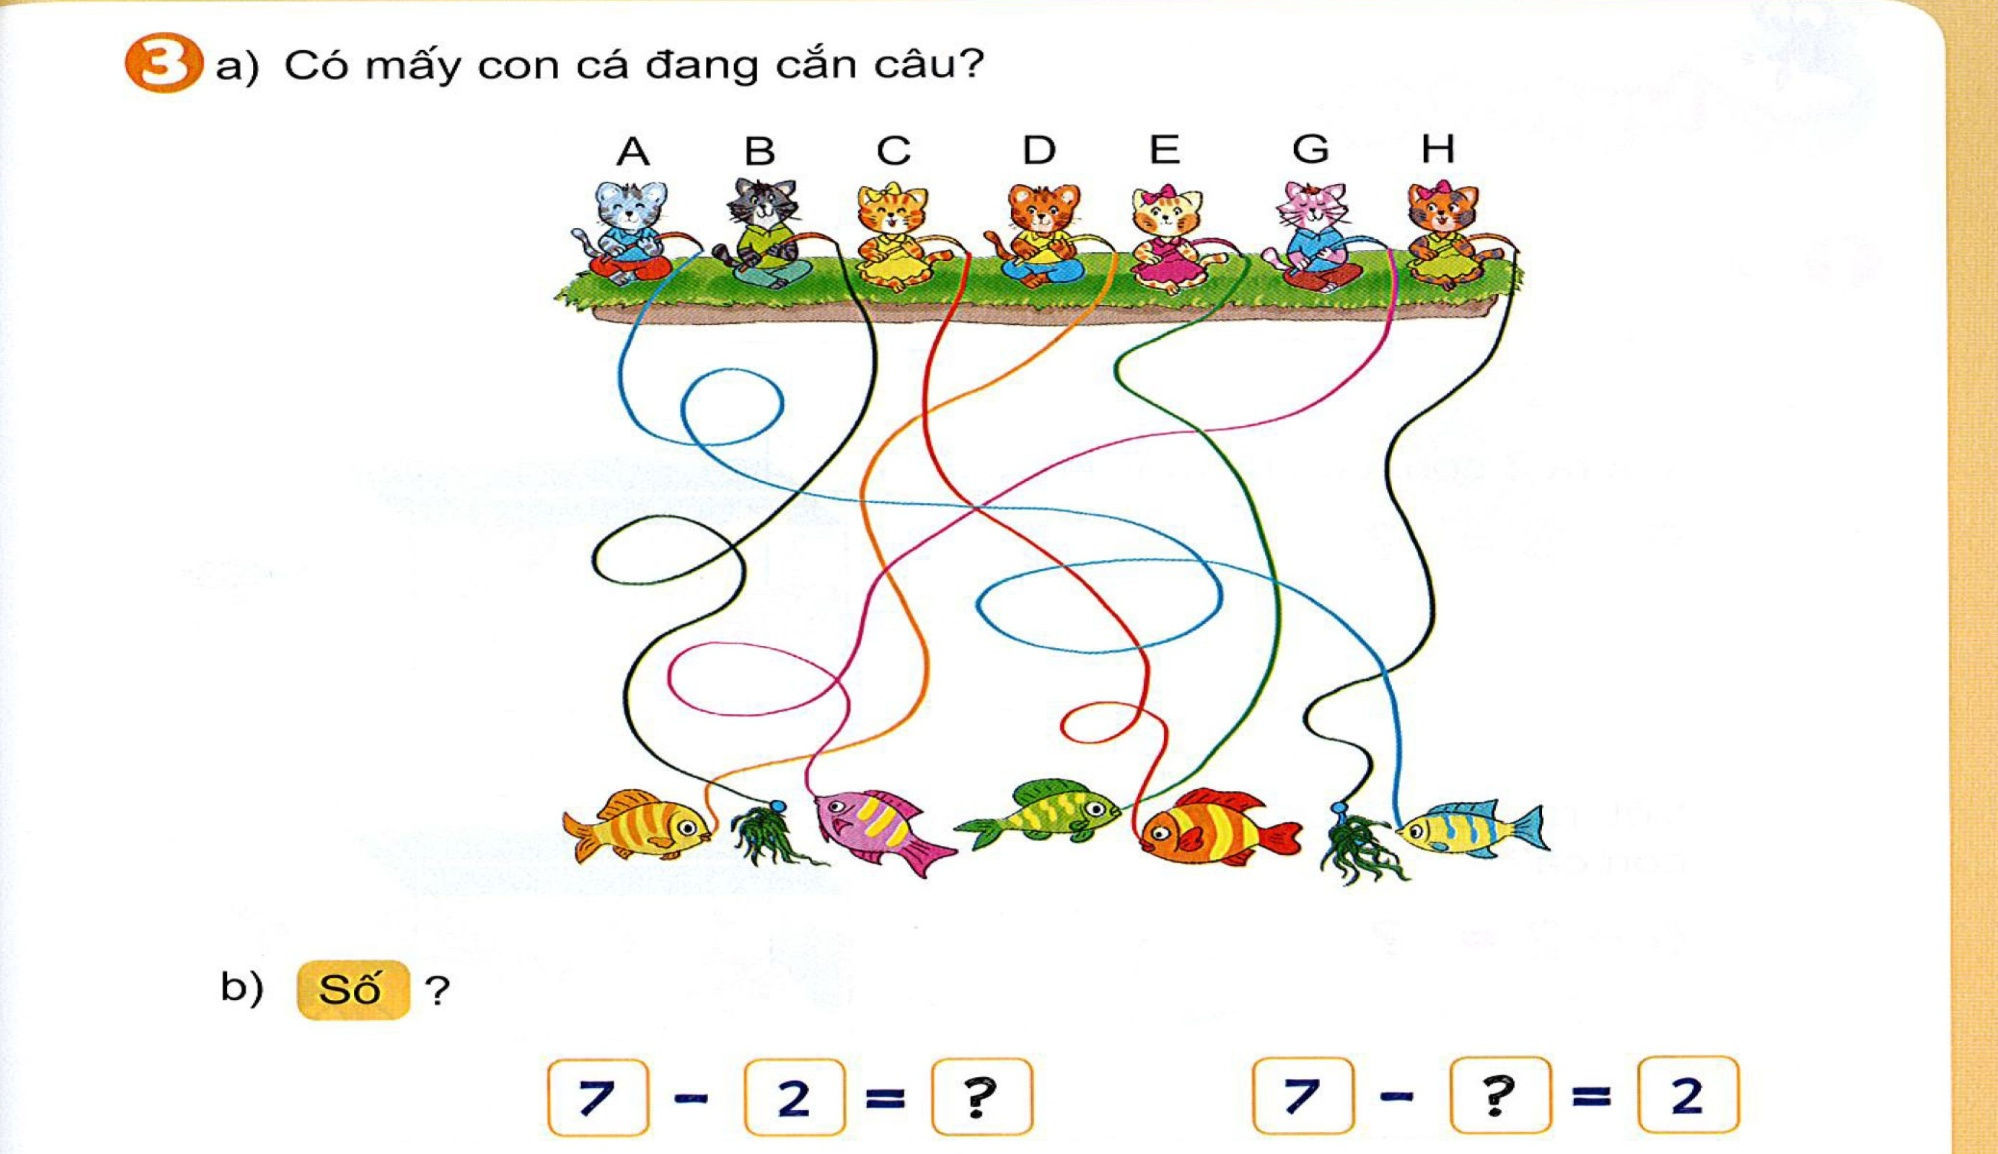 3 a) Có mấy con cá đang cắn câu?
A B C D E G H
b) Số ?
7 - 2 = ? 7 - ? = 2